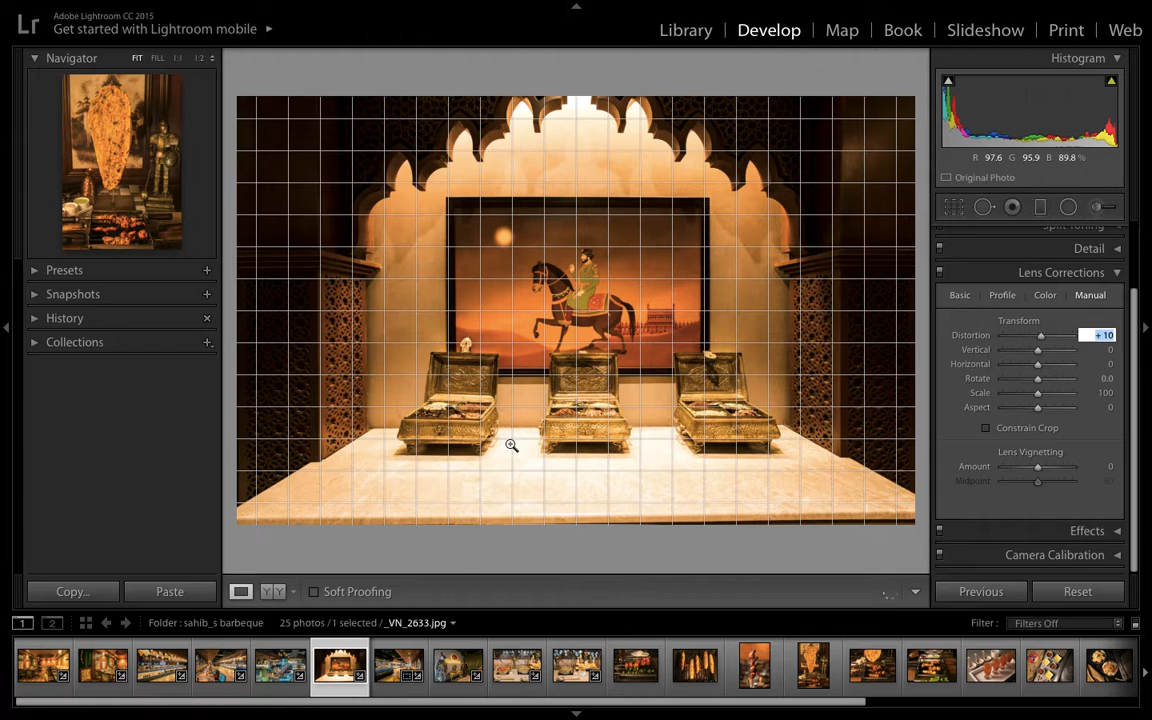 Lr
Adobe Lightroom CC 2015
Get started with Lightroom mobile
Library | Develop | Map | Book | Slideshow | Print | Web
Navigator FIT FILL 1:1 1:2
Histogram
R 97.6 G 95.9 B 89.8 %
Original Photo
Split Toning
Detail
Presets
Lens Corrections
Snapshots
Basic Profile Color Manual
History
Transform
Distortion + 10
Collections
Vertical 0
Horizontal 0
Rotate 0.0
Scale 100
Aspect 0
Constrain Crop
Lens Vignetting
Amount 0
Midpoint 50
Effects
Camera Calibration
Copy... Paste
YY
Soft Proofing
Previous Reset
1 2
Folder : sahib_s barbeque 25 photos / 1 selected / _VN_2633.jpg
Filter : Filters Off